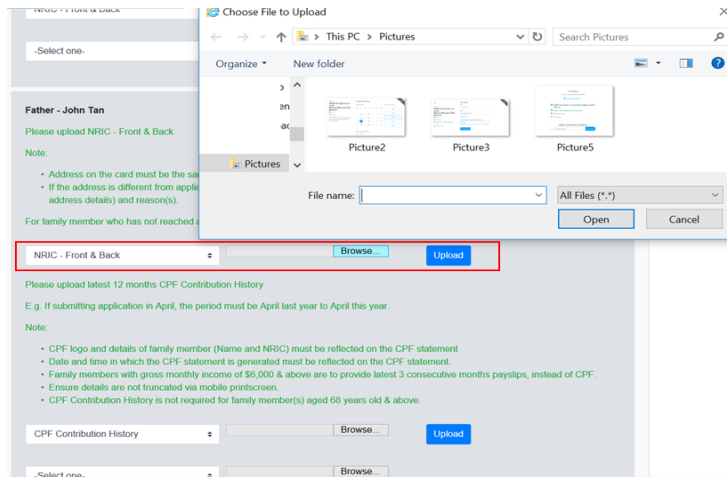 NRIC - Front & Back
-Select one-
Choose File to Upload
This PC > Pictures
Search Pictures
Organize
New folder
Pictures
Picture2
Picture3
Picture5
File name:
All Files (*.*)
Open
Cancel
Father - John Tan
Please upload NRIC - Front & Back
Note:
• Address on the card must be the
• If the address is different from
address details) and reason(s).
For family member who has not reached
NRIC - Front & Back
Browse...
Upload
Please upload latest 12 months CPF Contribution History
E.g. If submitting application in April, the period must be April last year to April this year.
Note:
• CPF logo and details of family member (Name and NRIC) must be reflected on the CPF statement
• Date and time in which the CPF statement is generated must be reflected on the CPF statement.
• Family members with gross monthly income of $6,000 & above are to provide latest 3 consecutive months payslips, instead of CPF.
• Ensure details are not truncated via mobile printscreen.
• CPF Contribution History is not required for family member(s) aged 68 years old & above.
CPF Contribution History
Browse...
Upload
-Select one-
Browse...